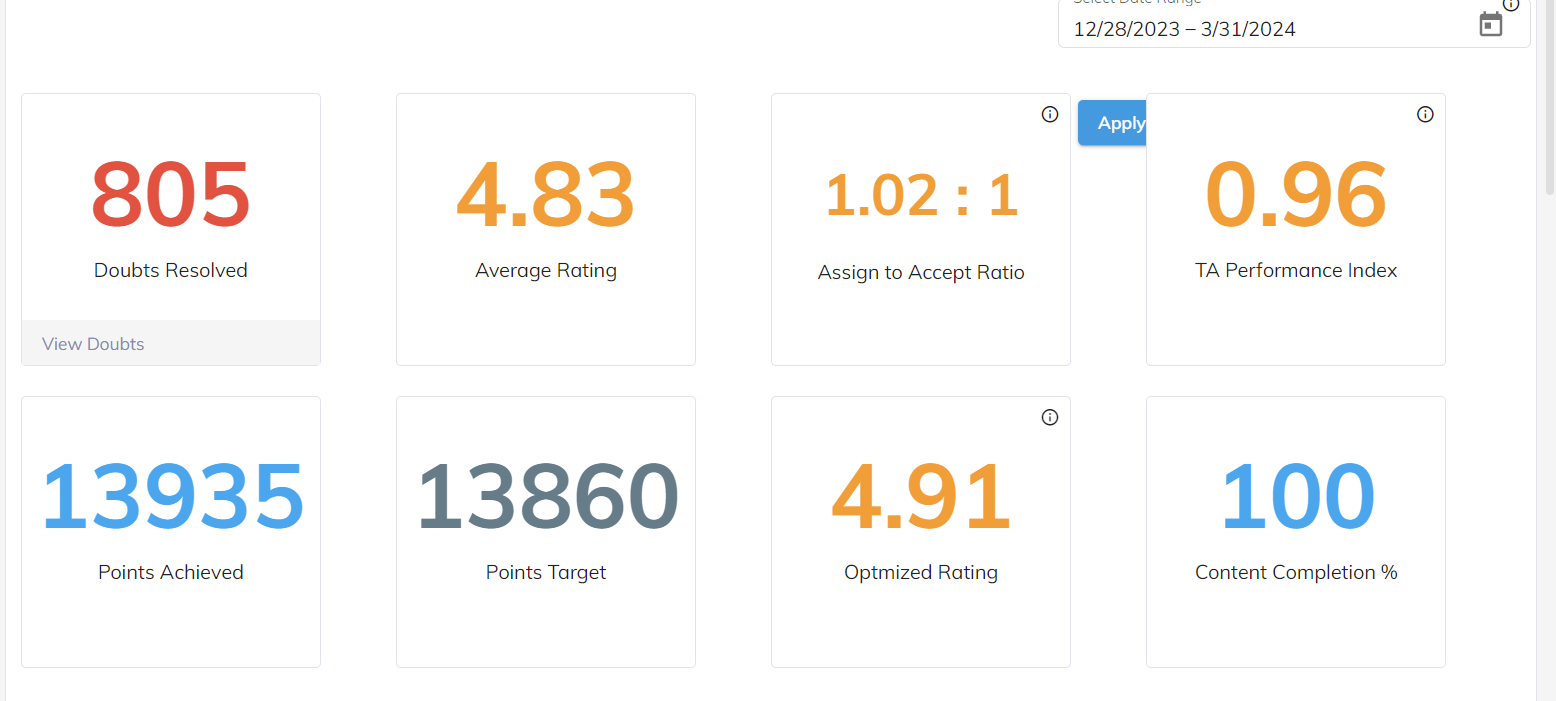 Select Date Range
12/28/2023 – 3/31/2024
Apply
805
Doubts Resolved
View Doubts
4.83
Average Rating
1.02 : 1
Assign to Accept Ratio
0.96
TA Performance Index
13935
Points Achieved
13860
Points Target
4.91
Optmized Rating
100
Content Completion %